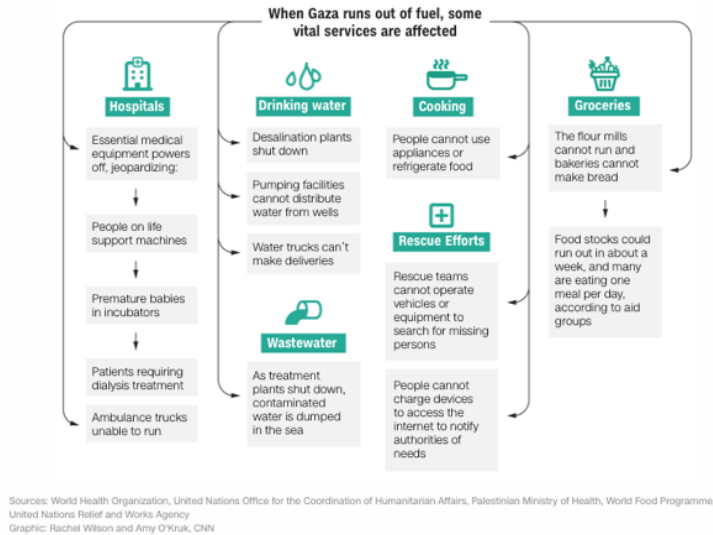 When Gaza runs out of fuel, some
vital services are affected
Hospitals
Essential medical
equipment powers
off, jeopardizing:
People on life
support machines
Premature babies
in incubators
Patients requiring
dialysis treatment
Ambulance trucks
unable to run
Drinking water
Desalination plants
shut down
Pumping facilities
cannot distribute
water from wells
Water trucks can't
make deliveries
Wastewater
As treatment
plants shut down,
contaminated
water is dumped
in the sea
Cooking
People cannot use
appliances or
refrigerate food
Rescue Efforts
Rescue teams
cannot operate
vehicles or
equipment to
search for missing
persons
People cannot
charge devices
to access the
internet to notify
authorities of
needs
Groceries
The flour mills
cannot run and
bakeries cannot
make bread
Food stocks could
run out in about a
week, and many
are eating one
meal per day,
according to aid
groups
Sources: World Health Organization, United Nations Office for the Coordination of Humanitarian Affairs, Palestinian Ministry of Health, World Food Programme
United Nations Relief and Works Agency
Graphic: Rachel Wilson and Amy O'Kruk, CNN